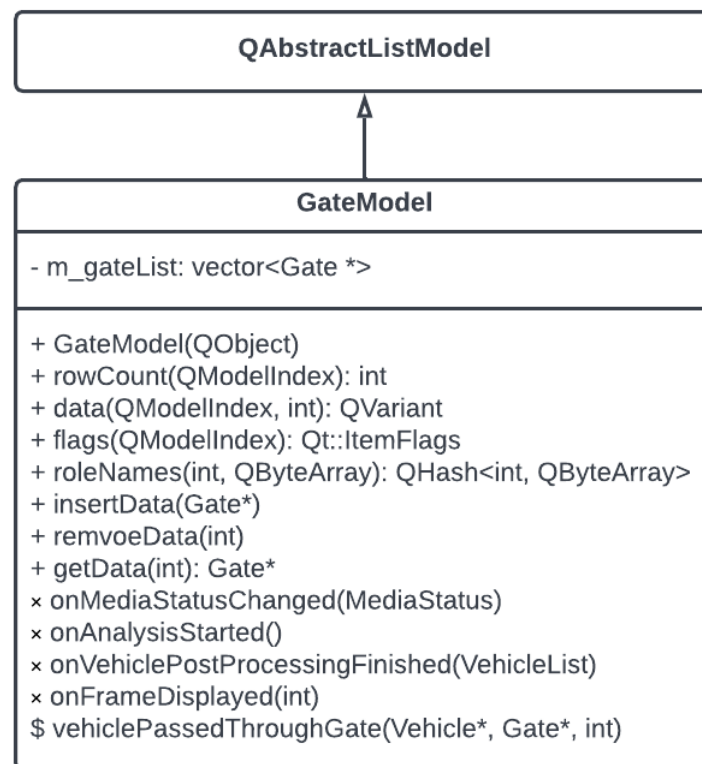 QAbstractListModel
GateModel
- m_gateList: vector<Gate *>
+ GateModel(QObject)
+ rowCount(QModelIndex): int
+ data(QModelIndex, int): QVariant
+ flags(QModelIndex): Qt::ItemFlags
+ roleNames(int, QByteArray): QHash<int, QByteArray>
+ insertData(Gate*)
+ remvoeData(int)
+ getData(int): Gate*
× onMediaStatusChanged(MediaStatus)
× onAnalysisStarted()
× onVehiclePostProcessingFinished(VehicleList)
× onFrameDisplayed(int)
$ vehiclePassedThroughGate(Vehicle*, Gate*, int)